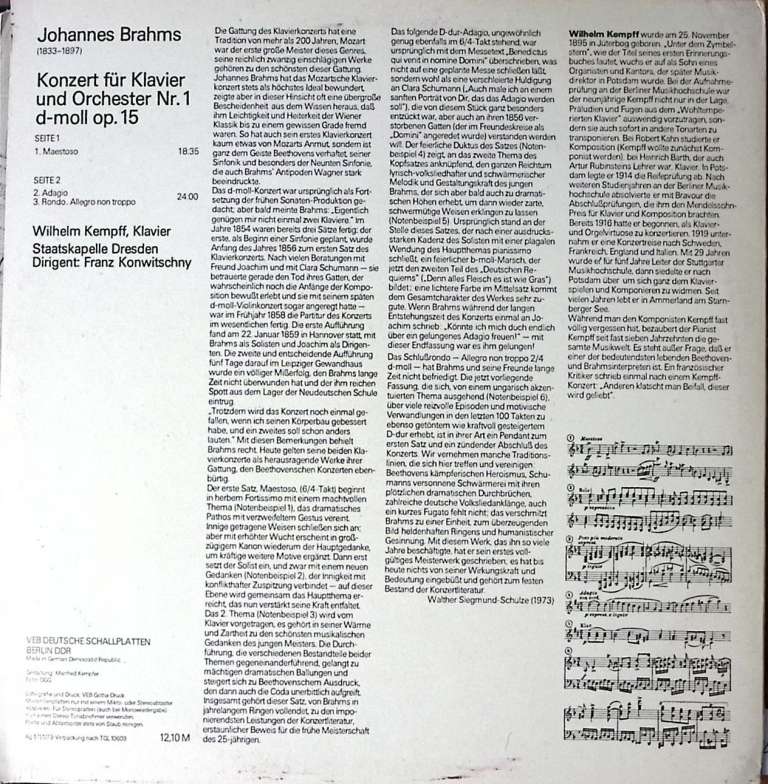 Johannes Brahms
(1833-1897)
Konzert für Klavier
und Orchester Nr. 1
d-moll op. 15
SEITE 1
1. Maestoso 18.35
SEITE 2
2. Adagio
3. Rondo. Allegro non troppo 24.00
Wilhelm Kempff, Klavier
Staatskapelle Dresden
Dirigent: Franz Konwitschny
VEB DEUTSCHE SCHALLPLATTEN
BERLIN DDR
Made in German Democratic Republic
Gestaltung: Manfred Kempfer
Lithografie und Druck: VEB Gotha-Druck
Ag 511/17/73 Verpackung nach TGL 10609 12,10 M
Die Gattung des Klavierkonzerts hat eine
Tradition von mehr als 200 Jahren, Mozart
war der erste große Meister dieses Genres,
seine reichlich zwanzig einschlägigen Werke
gehören zu den schönsten dieser Gattung.
Johannes Brahms hat das Mozartsche Klavier-
konzert stets als höchstes Ideal bewundert,
zeigte aber in dieser Hinsicht oft eine übergroße
Bescheidenheit aus dem Wissen heraus, daß
ihm Leichtigkeit und Heiterkeit der Wiener
Klassik bis zu einem gewissen Grade fremd
waren. So hat auch sein erstes Klavierkonzert
kaum etwas von Mozarts Anmut, sondern ist
ganz dem Geiste Beethovens verhaftet, seiner
Sinfonik und besonders der Neunten Sinfonie,
die auch Brahms' Antipoden Wagner stark
beeindruckte.
Das d-moll-Konzert war ursprünglich als Fort-
setzung der frühen Sonaten-Produktion ge-
dacht; aber bald meinte Brahms: „Eigentlich
genügen mir nicht einmal zwei Klaviere." Im
Jahre 1854 waren bereits drei Sätze fertig; der
erste, als Beginn einer Sinfonie geplant, wurde
Anfang des Jahres 1856 zum ersten Satz des
Klavierkonzerts. Nach vielen Beratungen mit
Freund Joachim und mit Clara Schumann – sie
betrauerte gerade den Tod ihres Gatten, der
wahrscheinlich noch die Anfänge der Kompo-
sition bewußt erlebt und sie mit seinem späten
d-moll-Violinkonzert sogar angeregt hatte –
war im Frühjahr 1858 die Partitur des Konzerts
im wesentlichen fertig. Die erste Aufführung
fand am 22. Januar 1859 in Hannover statt, mit
Brahms als Solisten und Joachim als Dirigen-
ten. Die zweite und entscheidende Aufführung
fünf Tage darauf im Leipziger Gewandhaus
wurde ein völliger Mißerfolg, den Brahms lange
Zeit nicht überwunden hat und der ihm reichen
Spott aus dem Lager der Neudeutschen Schule
eintrug.
„Trotzdem wird das Konzert noch einmal ge-
fallen, wenn ich seinen Körperbau gebessert
habe, und ein zweites soll schon anders
lauten." Mit diesen Bemerkungen behielt
Brahms recht. Heute gelten seine beiden Kla-
vierkonzerte als herausragende Werke ihrer
Gattung, den Beethovenschen Konzerten eben-
bürtig.
Der erste Satz, Maestoso, (6/4-Takt) beginnt
in herbem Fortissimo mit einem machtvollen
Thema (Notenbeispiel 1), das dramatisches
Pathos mit verzweifeltem Gestus vereint.
Innige getragene Weisen schließen sich an;
aber mit erhöhter Wucht erscheint in groß-
zügigem Kanon wiederum der Hauptgedanke,
um kräftige weitere Motive ergänzt. Dann erst
setzt der Solist ein, und zwar mit einem neuen
Gedanken (Notenbeispiel 2), der Innigkeit mit
konflikthafter Zuspitzung verbindet – auf dieser
Ebene wird gemeinsam das Hauptthema er-
reicht, das nun verstärkt seine Kraft entfaltet.
Das 2. Thema (Notenbeispiel 3) wird vom
Klavier vorgetragen, es gehört in seiner Wärme
und Zartheit zu den schönsten musikalischen
Gedanken des jungen Meisters. Die Durch-
führung, die verschiedenen Bestandteile beider
Themen gegeneinanderführend, gelangt zu
mächtigen dramatischen Ballungen und
steigert sich zu Beethovenschem Ausdruck,
den dann auch die Coda unerbittlich aufgreift.
Insgesamt gehört dieser Satz, von Brahms in
jahrelangem Ringen vollendet, zu den impo-
nierendsten Leistungen der Konzertliteratur,
erstaunlicher Beweis für die frühe Meisterschaft
des 25-jährigen.
Das folgende D-dur-Adagio, ungewöhnlich
genug ebenfalls im 6/4-Takt stehend, war
ursprünglich mit dem Messetext „Benedictus
qui venit in nomine Domini" überschrieben, was
nicht auf eine geplante Messe schließen läßt,
sondern wohl als eine verschleierte Huldigung
an Clara Schumann („Auch male ich an einem
sanften Porträt von Dir, das das Adagio werden
soll"), die von diesem Stück ganz besonders
entzückt war, aber auch an ihren 1856 ver-
storbenen Gatten (der im Freundeskreise als
„Domini" angeredet wurde) verstanden werden
will. Der feierliche Duktus des Satzes (Noten-
beispiel 4) zeigt, an das zweite Thema des
Kopfsatzes anknüpfend, den ganzen Reichtum
lyrisch-volksliedhafter und schwärmerischer
Melodik und Gestaltungskraft des jungen
Brahms, der sich aber bald auch zu dramati-
schen Höhen erhebt, um dann wieder zarte,
schwermütige Weisen erklingen zu lassen
(Notenbeispiel 5). Ursprünglich stand an der
Stelle dieses Satzes, der nach einer ausdrucks-
starken Kadenz des Solisten mit einer plagalen
Wendung des Hauptthemas pianissimo
schließt, ein feierlicher b-moll-Marsch, der
jetzt den zweiten Teil des „Deutschen Re-
quiems" („Denn alles Fleisch es ist wie Gras")
bildet; eine lichtere Farbe im Mittelsatz kommt
dem Gesamtcharakter des Werkes sehr zu-
gute. Wenn Brahms während der langen
Entstehungszeit des Konzerts einmal an Jo-
achim schrieb: „Könnte ich mich doch endlich
über ein gelungenes Adagio freuen!" – mit
dieser Endfassung war es ihm gelungen!
Das Schlußrondo – Allegro non troppo 2/4
d-moll – hat Brahms und seine Freunde lange
Zeit nicht befriedigt. Die jetzt vorliegende
Fassung, die sich, von einem ungarisch akzen-
tuierten Thema ausgehend (Notenbeispiel 6),
über viele reizvolle Episoden und motivische
Verwandlungen in den letzten 100 Takten zu
ebenso getöntem wie kraftvoll gesteigertem
D-dur erhebt, ist in ihrer Art ein Pendant zum
ersten Satz und ein zündender Abschluß des
Konzerts. Wir vernehmen manche Traditions-
linien, die sich hier treffen und vereinigen:
Beethovens kämpferischen Heroismus, Schu-
manns versonnene Schwärmerei mit ihren
plötzlichen dramatischen Durchbrüchen,
zahlreiche deutsche Volksliedanklänge, auch
ein kurzes Fugato fehlt nicht; das verschmilzt
Brahms zu einer Einheit, zum überzeugenden
Bild heldenhaften Ringens und humanistischer
Gesinnung. Mit diesem Werk, das ihn so viele
Jahre beschäftigte, hat er sein erstes voll-
gültiges Meisterwerk geschrieben, es hat bis
heute nichts von seiner Wirkungskraft und
Bedeutung eingebüßt und gehört zum festen
Bestand der Konzertliteratur.
Walther Siegmund-Schulze (1973)
Wilhelm Kempff wurde am 25. November
1895 in Jüterbog geboren. „Unter dem Zymbel-
stern", wie der Titel seines ersten Erinnerungs-
buches lautet, wuchs er auf als Sohn eines
Organisten und Kantors, der später Musik-
direktor in Potsdam wurde. Bei der Aufnahme-
prüfung an der Berliner Musikhochschule war
der neunjährige Kempff nicht nur in der Lage,
Präludien und Fugen aus dem „Wohltempe-
rierten Klavier" auswendig vorzutragen, son-
dern sie auch sofort in andere Tonarten zu
transponieren. Bei Robert Kahn studierte er
Komposition (Kempff wollte zunächst Kom-
ponist werden), bei Heinrich Barth, der auch
Artur Rubinsteins Lehrer war, Klavier. In Pots-
dam legte er 1914 die Reifeprüfung ab. Nach
weiteren Studienjahren an der Berliner Musik-
hochschule absolvierte er mit Bravour die
Abschlußprüfungen, die ihm den Mendelssohn-
Preis für Klavier und Komposition brachten.
Bereits 1916 hatte er begonnen, als Klavier-
und Orgelvirtuose zu konzertieren. 1919 unter-
nahm er eine Konzertreise nach Schweden,
Frankreich, England und Italien. Mit 29 Jahren
wurde er für fünf Jahre Leiter der Stuttgarter
Musikhochschule, dann siedelte er nach
Potsdam über, um sich ganz dem Klavier-
spielen und Komponieren zu widmen. Seit
vielen Jahren lebt er in Ammerland am Starn-
berger See.
Während man den Komponisten Kempff fast
völlig vergessen hat, bezaubert der Pianist
Kempff seit fast sieben Jahrzehnten die ge-
samte Musikwelt. Es steht außer Frage, daß er
einer der bedeutendsten lebenden Beethoven-
und Brahmsinterpreten ist. Ein französischer
Kritiker schrieb einmal nach einem Kempff-
Konzert: „Anderen klatscht man Beifall, dieser
wird geliebt".
1 Maestoso
2 Solo
3 Poco più moderato
4 Adagio
5
6